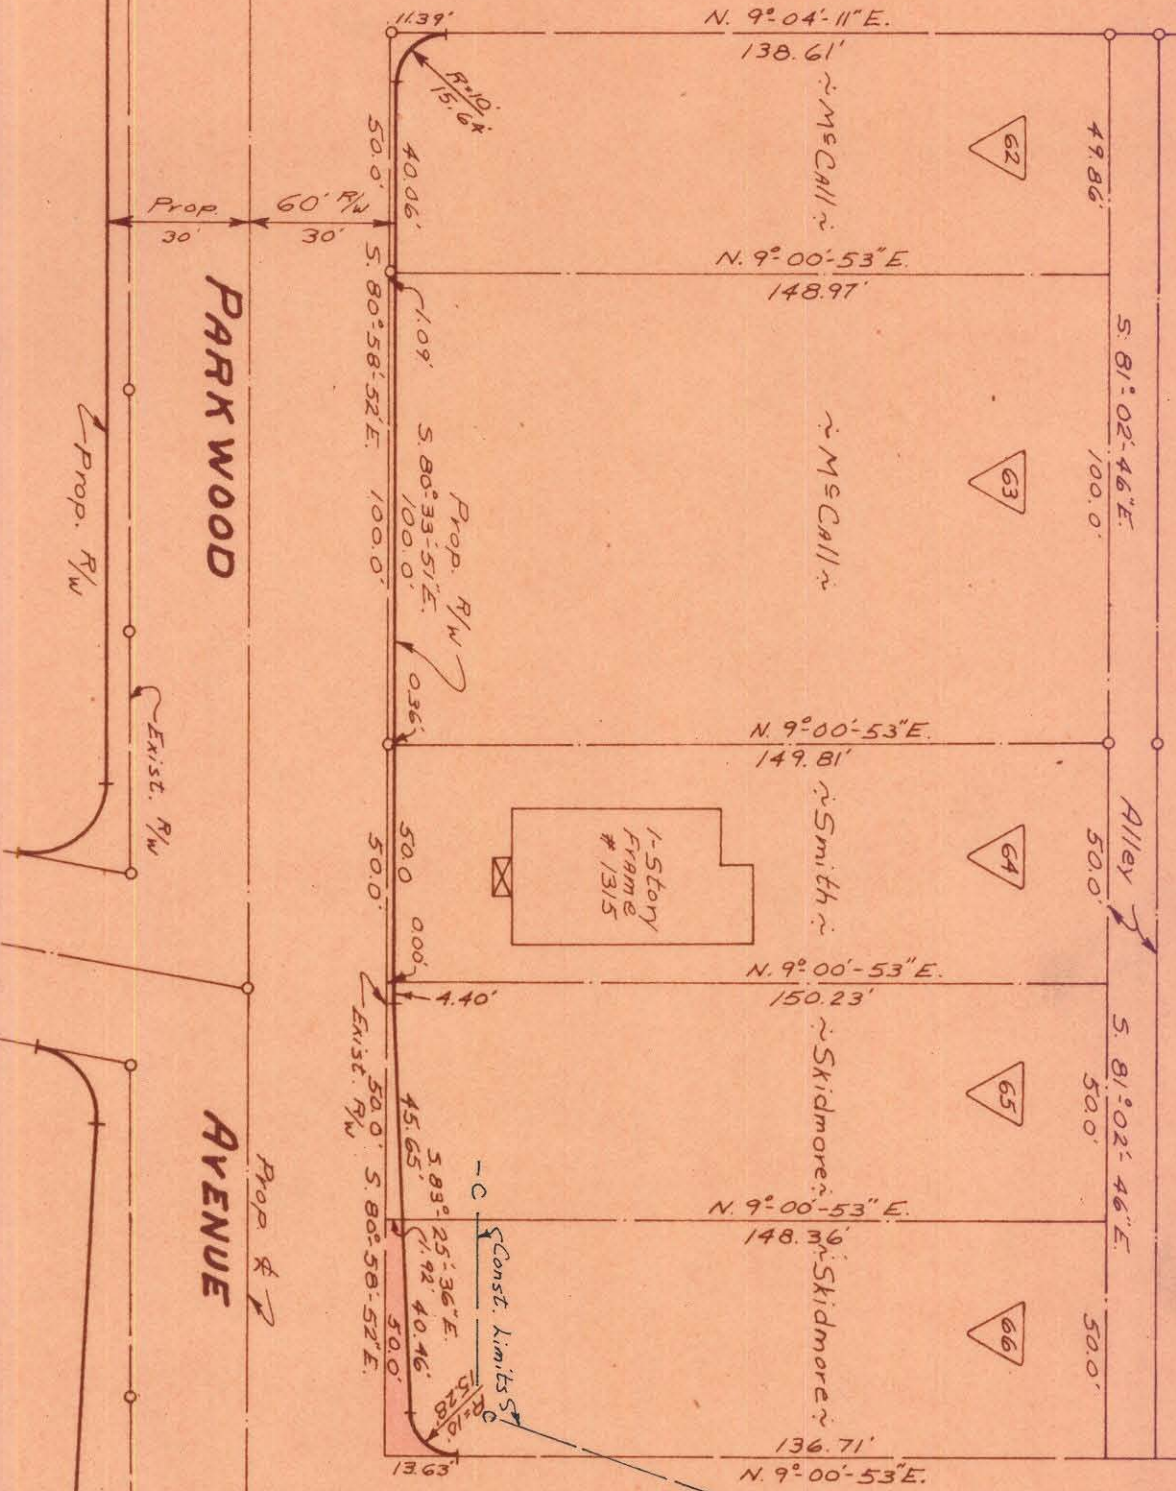 11.39'
N. 9°-04'-11"E.
138.61'
R=10'
~McCall~
62
49.86'
50.0'
40.06'
Prop.
30'
60' R/W
30'
N. 9°-00'-53"E.
148.97'
1.09'
S. 80°-58'-52"E.
100.0'
Prop. R/W
S. 80°-33'-51"E.
100.0'
0.36'
~McCall~
63
S. 81°-02'-46"E.
100.0'
PARKWOOD
Prop. R/W
Exist. R/W
N. 9°-00'-53"E.
149.81'
50.0
50.0'
0.00'
1-Story
Frame
# 1315
~Smith~
64
50.0'
Alley
N. 9°-00'-53"E.
150.23'
4.40'
Exist. R/W
50.0'
45.65'
~Skidmore~
65
50.0'
S. 81°-02'-46"E.
AVENUE
Prop ₵
N. 9°-00'-53"E.
148.36'
S. 83°-25'-36"E.
1.92'
40.46'
S. 80°-58'-52"E.
50.0'
C
Const. Limits
C
R=10'
15.28'
~Skidmore~
66
50.0'
136.71'
N. 9°-00'-53"E.
13.63'